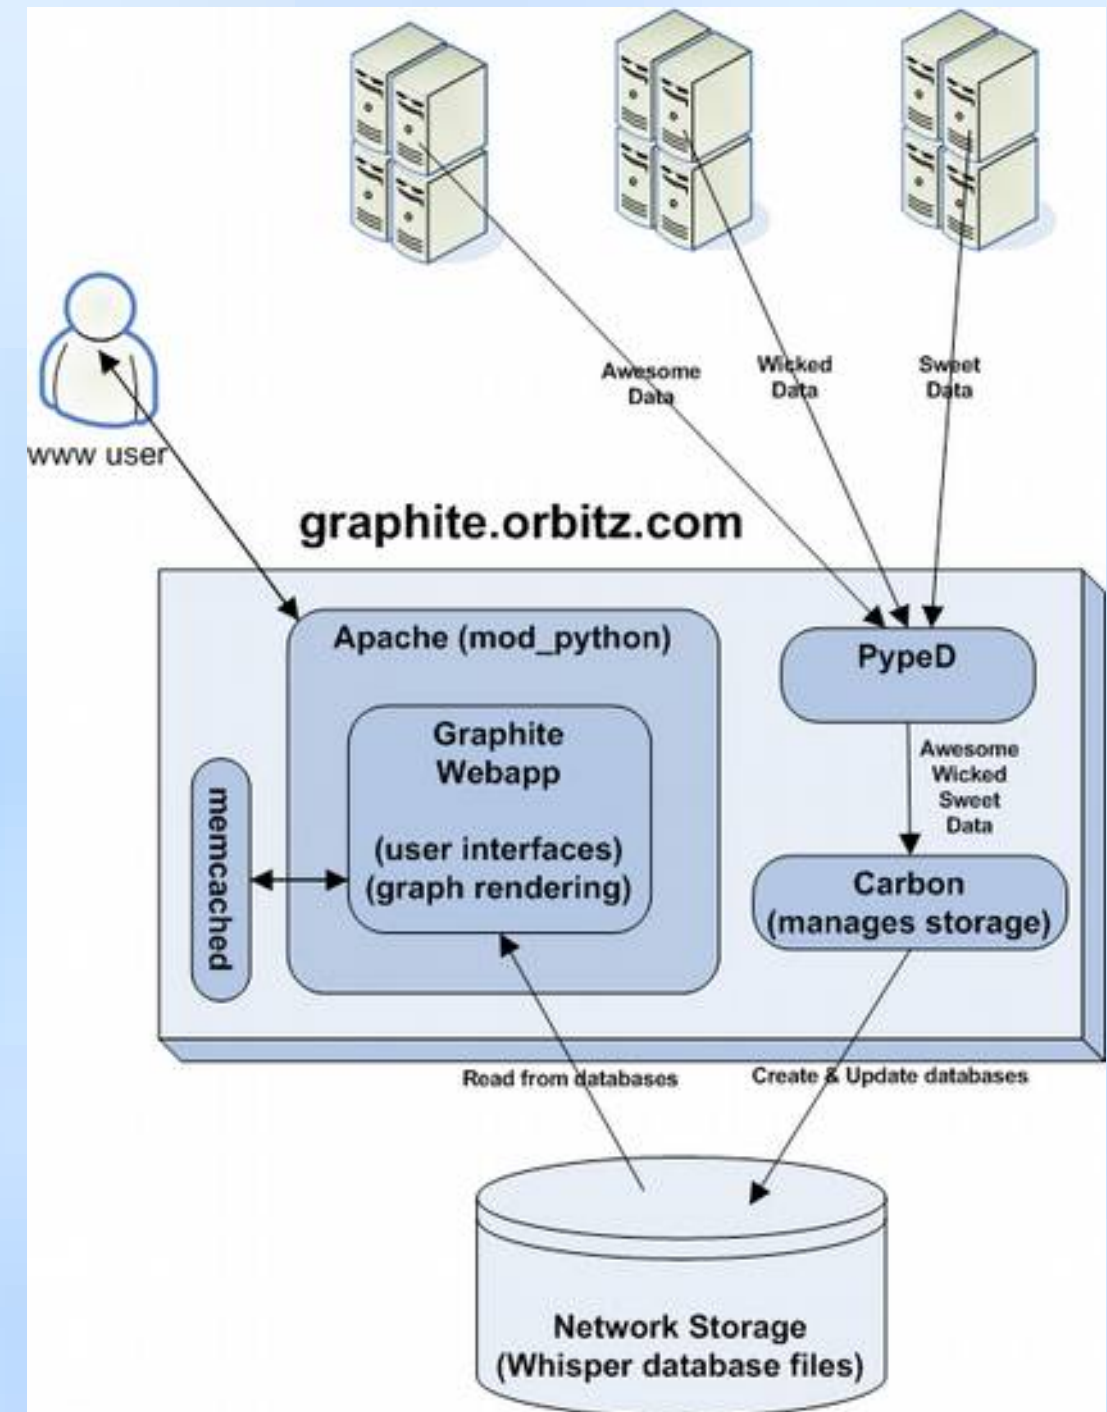 Awesome
Data
Wicked
Data
Sweet
Data
www user
graphite.orbitz.com
Apache (mod_python)
Graphite
Webapp
(user interfaces)
(graph rendering)
memcached
PypeD
Awesome
Wicked
Sweet
Data
Carbon
(manages storage)
Read from databases
Create & Update databases
Network Storage
(Whisper database files)